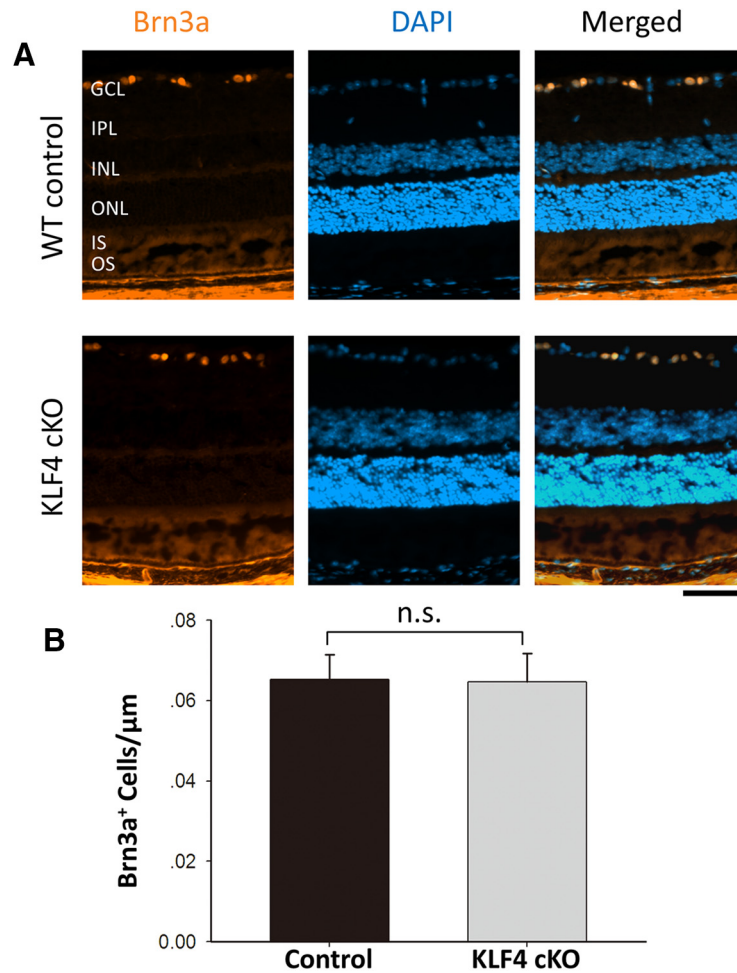 Brn3a DAPI Merged
A
WT control
GCL
IPL
INL
ONL
IS
OS
KLF4 cKO
B
n.s.
Brn3a⁺ Cells/µm
.08
.06
.04
.02
0.00
Control KLF4 cKO